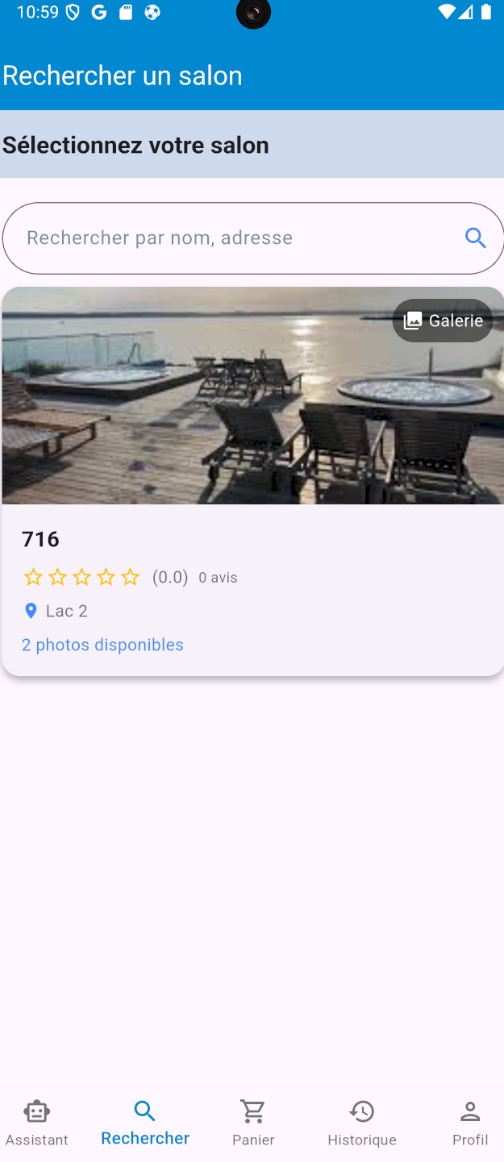 10:59
Rechercher un salon
Sélectionnez votre salon
Rechercher par nom, adresse
Galerie
716
(0.0) 0 avis
Lac 2
2 photos disponibles
Assistant Rechercher Panier Historique Profil